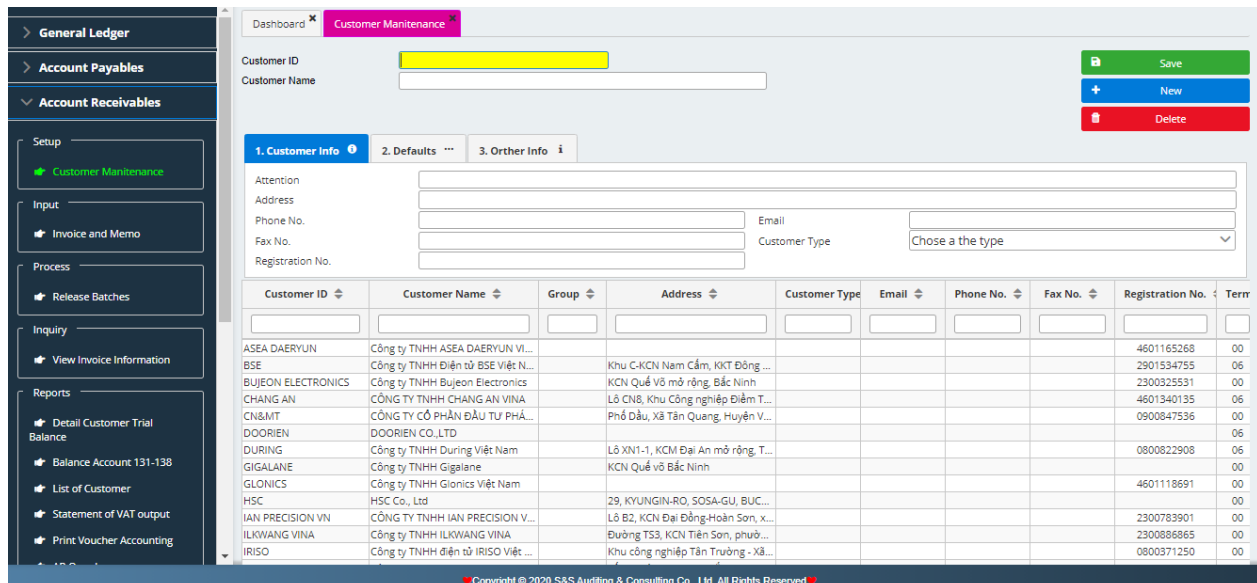 General Ledger
Account Payables
Account Receivables
Setup
Customer Manitenance
Input
Invoice and Memo
Process
Release Batches
Inquiry
View Invoice Information
Reports
Detail Customer Trial
Balance
Balance Account 131-138
List of Customer
Statement of VAT output
Print Voucher Accounting
Dashboard Customer Manitenance
Customer ID
Customer Name
Save
New
Delete
1. Customer Info 2. Defaults ··· 3. Orther Info i
Attention
Address
Phone No. Email
Fax No. Customer Type Chose a the type
Registration No.
Customer ID Customer Name Group Address Customer Type Email Phone No. Fax No. Registration No. Term
ASEA DAERYUN Công ty TNHH ASEA DAERYUN VI... 4601165268 00
BSE Công ty TNHH Điện tử BSE Việt N... Khu C-KCN Nam Cấm, KKT Đông ... 2901534755 06
BUJEON ELECTRONICS Công ty TNHH Bujeon Electronics KCN Quế Võ mở rộng, Bắc Ninh 2300325531 00
CHANG AN CÔNG TY TNHH CHANG AN VINA Lô CN8, Khu Công nghiệp Điềm T... 4601340135 06
CN&MT CÔNG TY CỔ PHẦN ĐẦU TƯ PHÁ... Phố Dầu, Xã Tân Quang, Huyện V... 0900847536 00
DOORIEN DOORIEN CO.,LTD 06
DURING Công ty TNHH During Việt Nam Lô XN1-1, KCM Đại An mở rộng, T... 0800822908 06
GIGALANE Công ty TNHH Gigalane KCN Quế võ Bắc Ninh 00
GLONICS Công ty TNHH Glonics Việt Nam 4601118691 00
HSC HSC Co., Ltd 29, KYUNGIN-RO, SOSA-GU, BUC... 00
IAN PRECISION VN CÔNG TY TNHH IAN PRECISION V... Lô B2, KCN Đại Đồng-Hoàn Sơn, x... 2300783901 00
ILKWANG VINA Công ty TNHH ILKWANG VINA Đường TS3, KCN Tiên Sơn, phườ... 2300886865 00
IRISO Công ty TNHH điện tử IRISO Việt ... Khu công nghiệp Tân Trường - Xã... 0800371250 00
Copyright © 2020 S&S Auditing & Consulting Co., Ltd. All Rights Reserved